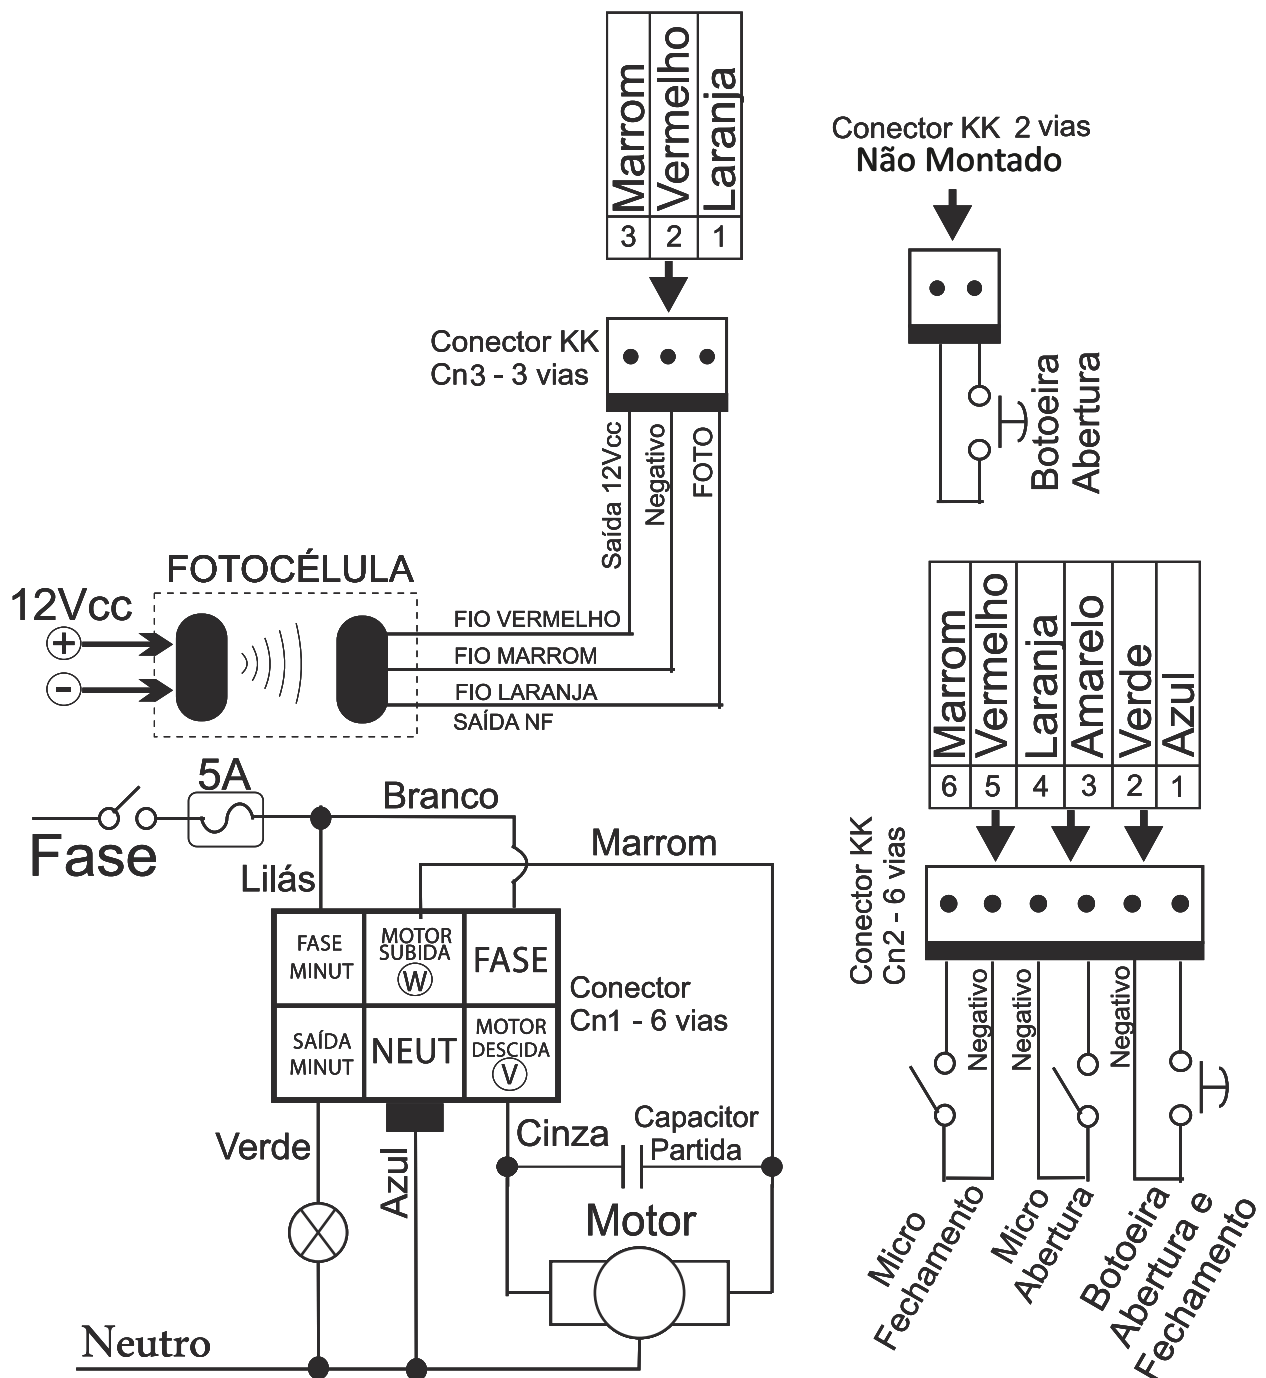 Marrom
Vermelho
Laranja
3
2
1
Conector KK 2 vias
Não Montado
Conector KK
Cn3 - 3 vias
Botoeira
Abertura
Saída 12Vcc
Negativo
FOTO
FOTOCÉLULA
12Vcc
+
-
FIO VERMELHO
FIO MARROM
FIO LARANJA
SAÍDA NF
Marrom
Vermelho
Laranja
Amarelo
Verde
Azul
6
5
4
3
2
1
5A
Branco
Fase
Marrom
Lilás
Conector KK
Cn2 - 6 vias
FASE
MINUT
MOTOR
SUBIDA
W
FASE
SAÍDA
MINUT
NEUT
MOTOR
DESCIDA
V
Conector
Cn1 - 6 vias
Negativo
Negativo
Negativo
Verde
Azul
Cinza
Capacitor
Partida
Motor
Micro
Fechamento
Micro
Abertura
Botoeira
Abertura e
Fechamento
Neutro